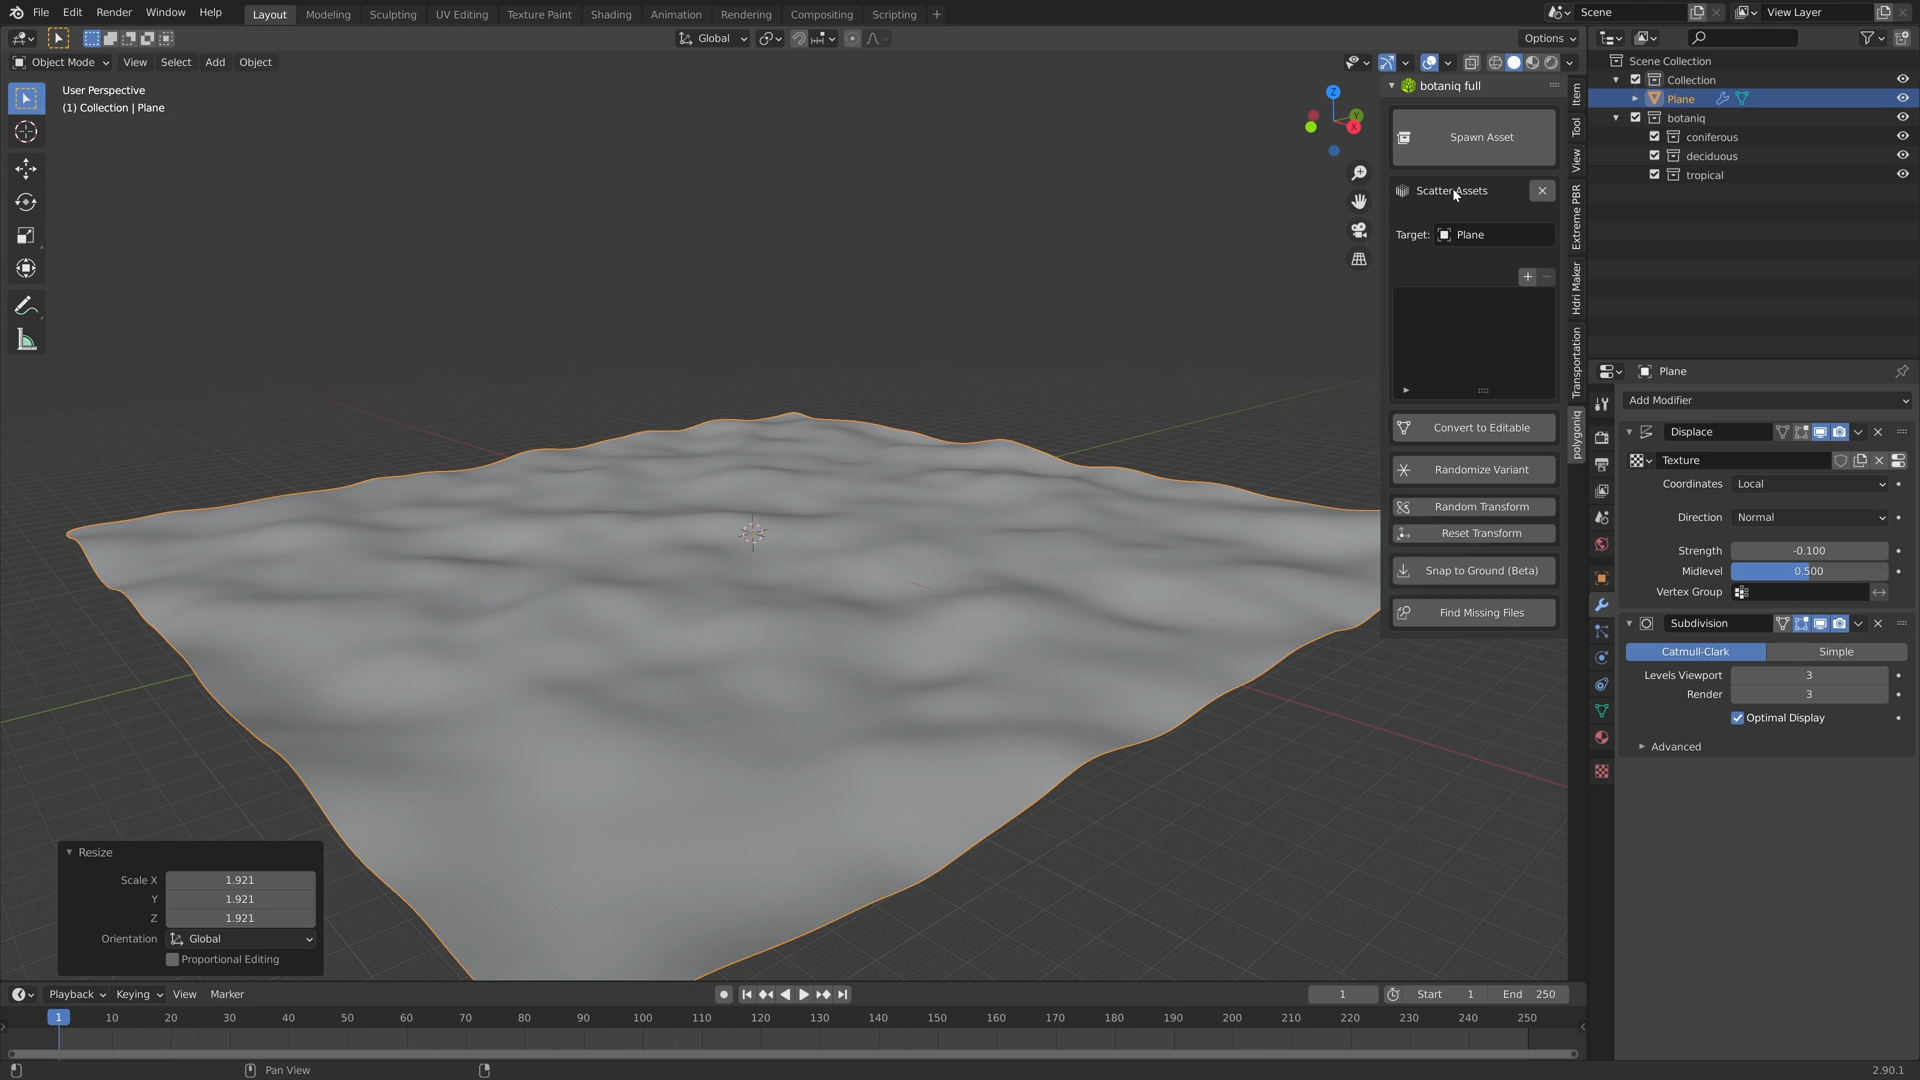 File Edit Render Window Help
Layout Modeling Sculpting UV Editing Texture Paint Shading Animation Rendering Compositing Scripting +
Scene
View Layer
Global
Options
Object Mode View Select Add Object
User Perspective
(1) Collection | Plane
Z
Y
X
botaniq full
Spawn Asset
Scatter Assets
Target: Plane
Convert to Editable
Randomize Variant
Random Transform
Reset Transform
Snap to Ground (Beta)
Find Missing Files
Item
Tool
View
Extreme PBR
Hdri Maker
Transportation
polygoniq
Scene Collection
Collection
Plane
botaniq
coniferous
deciduous
tropical
Plane
Add Modifier
Displace
Texture
Coordinates Local
Direction Normal
Strength -0.100
Midlevel 0.500
Vertex Group
Subdivision
Catmull-Clark Simple
Levels Viewport 3
Render 3
Optimal Display
Advanced
Resize
Scale X 1.921
Y 1.921
Z 1.921
Orientation Global
Proportional Editing
Playback Keying View Marker
1 Start 1 End 250
1 10 20 30 40 50 60 70 80 90 100 110 120 130 140 150 160 170 180 190 200 210 220 230 240 250
Pan View
2.90.1